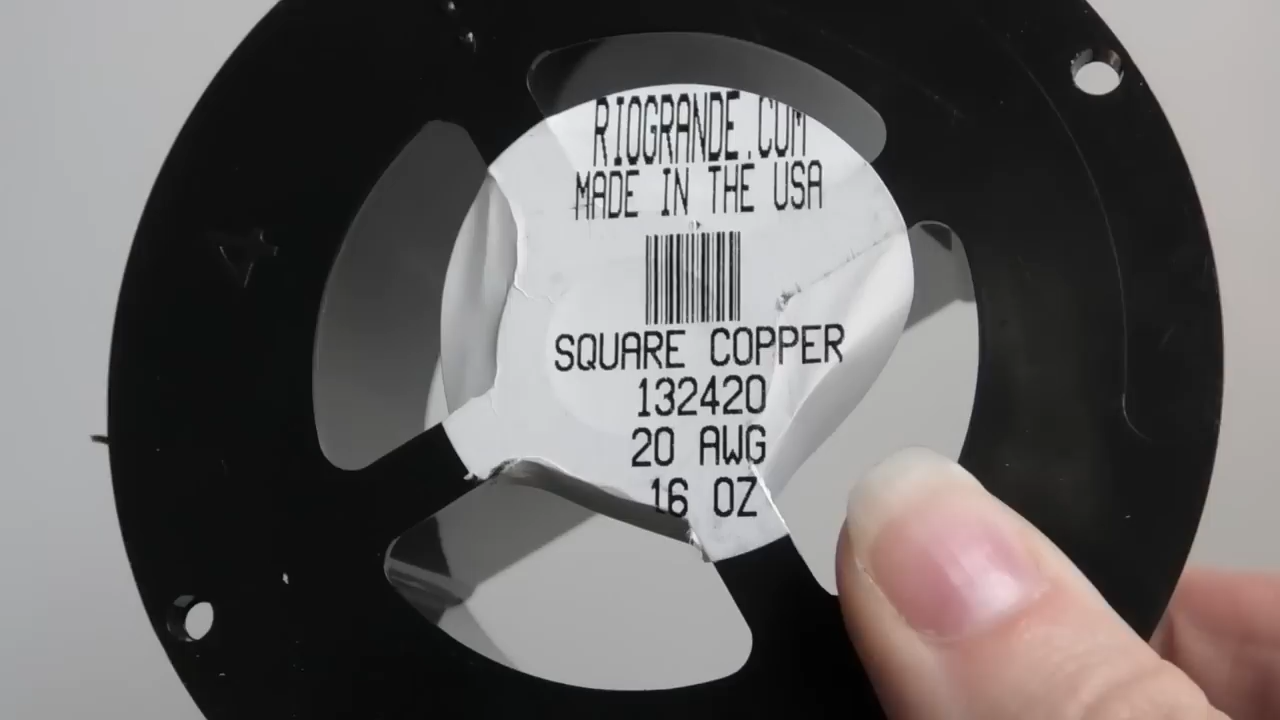 RIOGRANDE.COM
MADE IN THE USA
SQUARE COPPER
132420
20 AWG
16 OZ